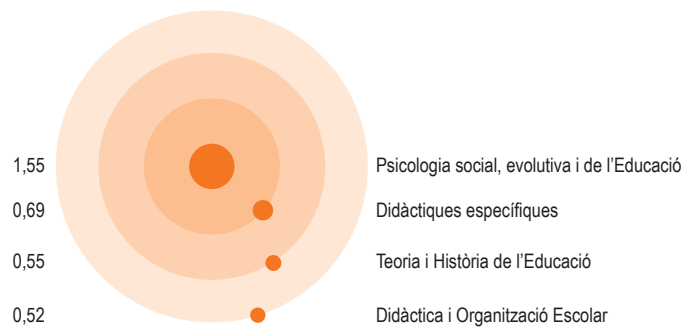 1,55 Psicologia social, evolutiva i de l’Educació
0,69 Didàctiques específiques
0,55 Teoria i Història de l’Educació
0,52 Didàctica i Organització Escolar